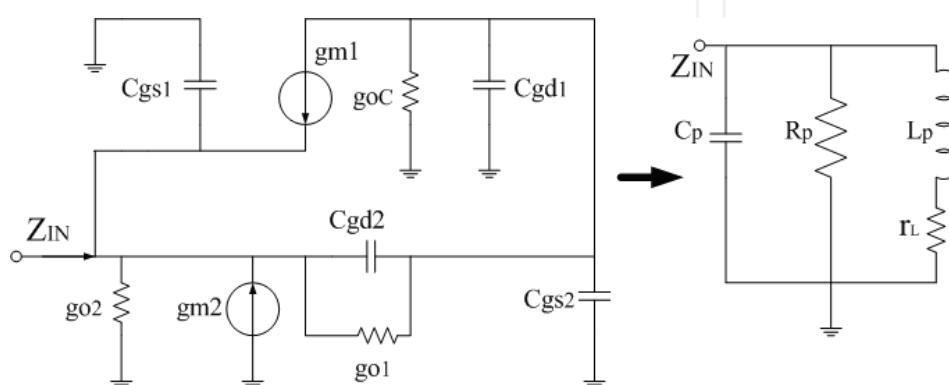 gm1
Cgs1
goC
Cgd1
ZIN
Cp
Rp
Lp
rL
Cgd2
ZIN
go2
gm2
Cgs2
go1